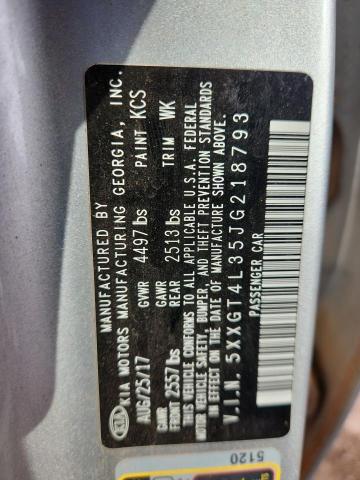 KIA
MANUFACTURED BY
KIA MOTORS MANUFACTURING GEORGIA, INC.
AUG/25/17 GVWR 4497 lbs PAINT KCS
GAWR FRONT 2557 lbs GAWR REAR 2513 lbs TRIM WK
THIS VEHICLE CONFORMS TO ALL APPLICABLE U.S.A. FEDERAL
MOTOR VEHICLE SAFETY, BUMPER, AND THEFT PREVENTION STANDARDS
IN EFFECT ON THE DATE OF MANUFACTURE SHOWN ABOVE.
V.I.N. 5XXGT4L35JG218793
PASSENGER CAR
5120